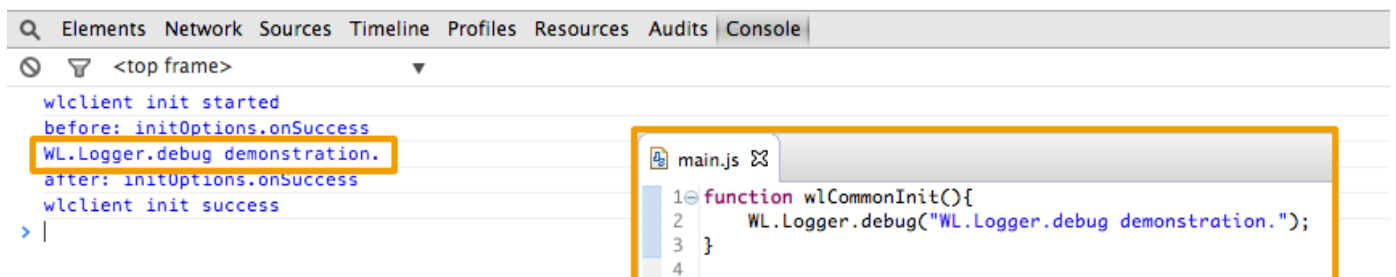 Elements Network Sources Timeline Profiles Resources Audits Console
<top frame> ▼
wlclient init started
before: initOptions.onSuccess
WL.Logger.debug demonstration.
after: initOptions.onSuccess
wlclient init success
>
main.js
1 function wlCommonInit(){
2 WL.Logger.debug("WL.Logger.debug demonstration.");
3 }
4